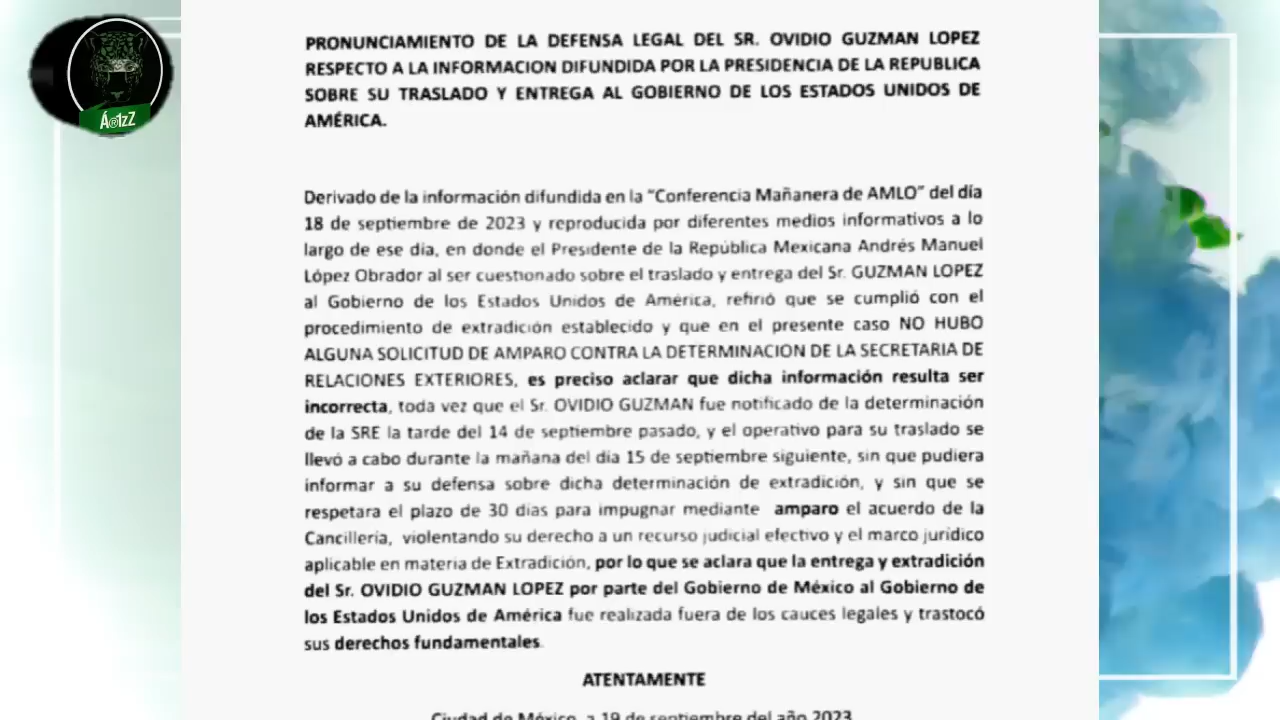 PRONUNCIAMIENTO DE LA DEFENSA LEGAL DEL SR. OVIDIO GUZMAN LOPEZ
RESPECTO A LA INFORMACION DIFUNDIDA POR LA PRESIDENCIA DE LA REPUBLICA
SOBRE SU TRASLADO Y ENTREGA AL GOBIERNO DE LOS ESTADOS UNIDOS DE
AMÉRICA.
Derivado de la información difundida en la "Conferencia Mañanera de AMLO" del día
18 de septiembre de 2023 y reproducida por diferentes medios informativos a lo
largo de ese día, en donde el Presidente de la República Mexicana Andrés Manuel
López Obrador al ser cuestionado sobre el traslado y entrega del Sr. GUZMAN LOPEZ
al Gobierno de los Estados Unidos de América, refirió que se cumplió con el
procedimiento de extradición establecido y que en el presente caso NO HUBO
ALGUNA SOLICITUD DE AMPARO CONTRA LA DETERMINACION DE LA SECRETARIA DE
RELACIONES EXTERIORES, es preciso aclarar que dicha información resulta ser
incorrecta, toda vez que el Sr. OVIDIO GUZMAN fue notificado de la determinación
de la SRE la tarde del 14 de septiembre pasado, y el operativo para su traslado se
llevó a cabo durante la mañana del día 15 de septiembre siguiente, sin que pudiera
informar a su defensa sobre dicha determinación de extradición, y sin que se
respetara el plazo de 30 días para impugnar mediante amparo el acuerdo de la
Cancillería, violentando su derecho a un recurso judicial efectivo y el marco jurídico
aplicable en materia de Extradición, por lo que se aclara que la entrega y extradición
del Sr. OVIDIO GUZMAN LOPEZ por parte del Gobierno de México al Gobierno de
los Estados Unidos de América fue realizada fuera de los cauces legales y trastocó
sus derechos fundamentales.
ATENTAMENTE
Ciudad de México, a 19 de septiembre del año 2023
Á@1zZ